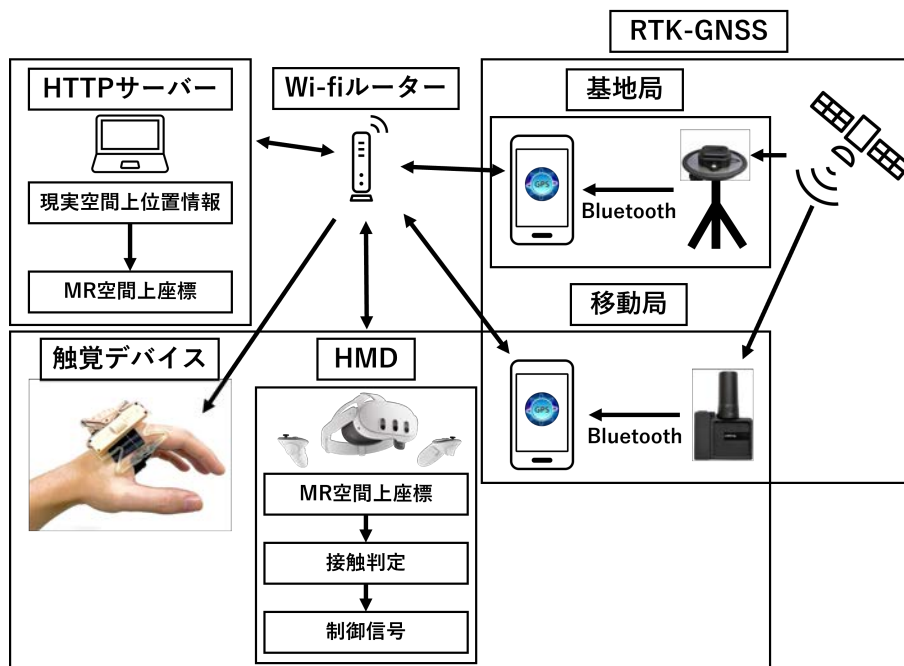 RTK-GNSS
HTTPサーバー
Wi-fiルーター
基地局
GPS
Bluetooth
現実空間上位置情報
MR空間上座標
移動局
触覚デバイス
HMD
GPS
Bluetooth
MR空間上座標
接触判定
制御信号